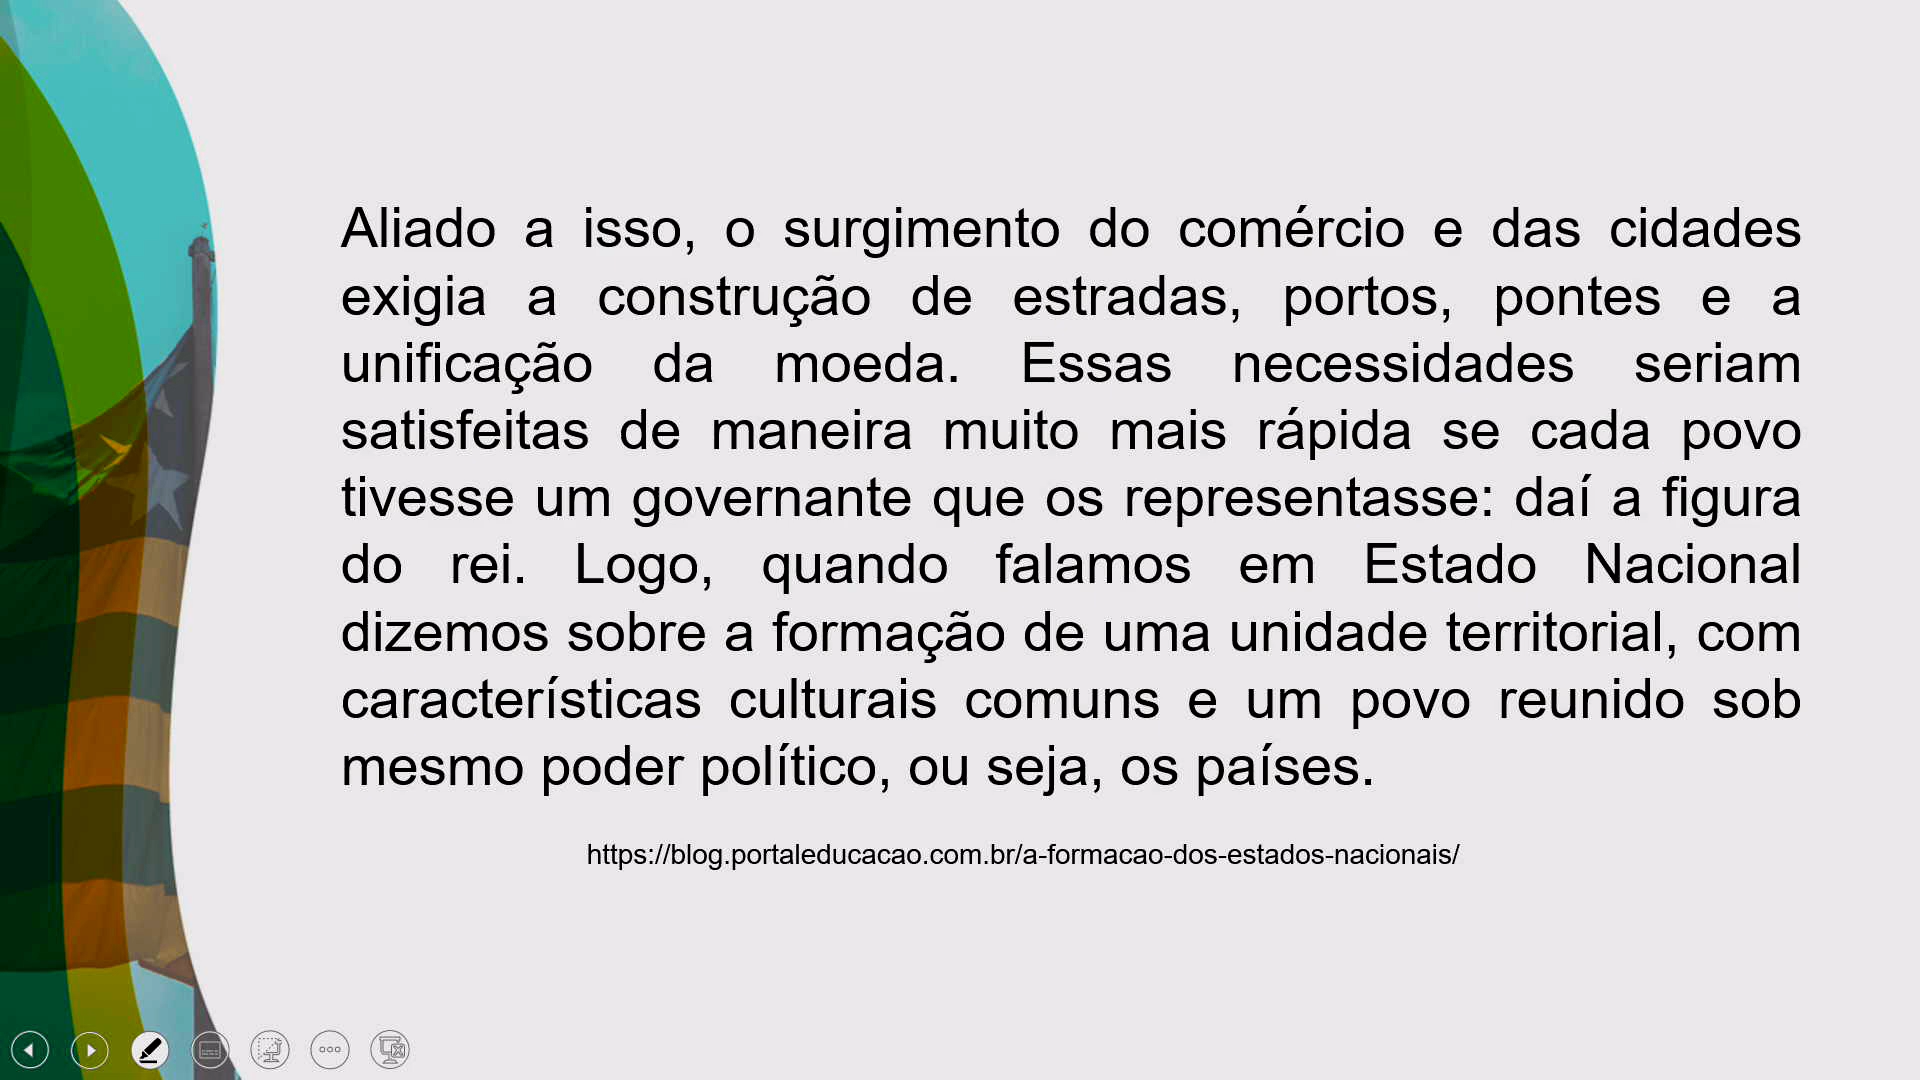 Aliado a isso, o surgimento do comércio e das cidades
exigia a construção de estradas, portos, pontes e a
unificação da moeda. Essas necessidades seriam
satisfeitas de maneira muito mais rápida se cada povo
tivesse um governante que os representasse: daí a figura
do rei. Logo, quando falamos em Estado Nacional
dizemos sobre a formação de uma unidade territorial, com
características culturais comuns e um povo reunido sob
mesmo poder político, ou seja, os países.
https://blog.portaleducacao.com.br/a-formacao-dos-estados-nacionais/